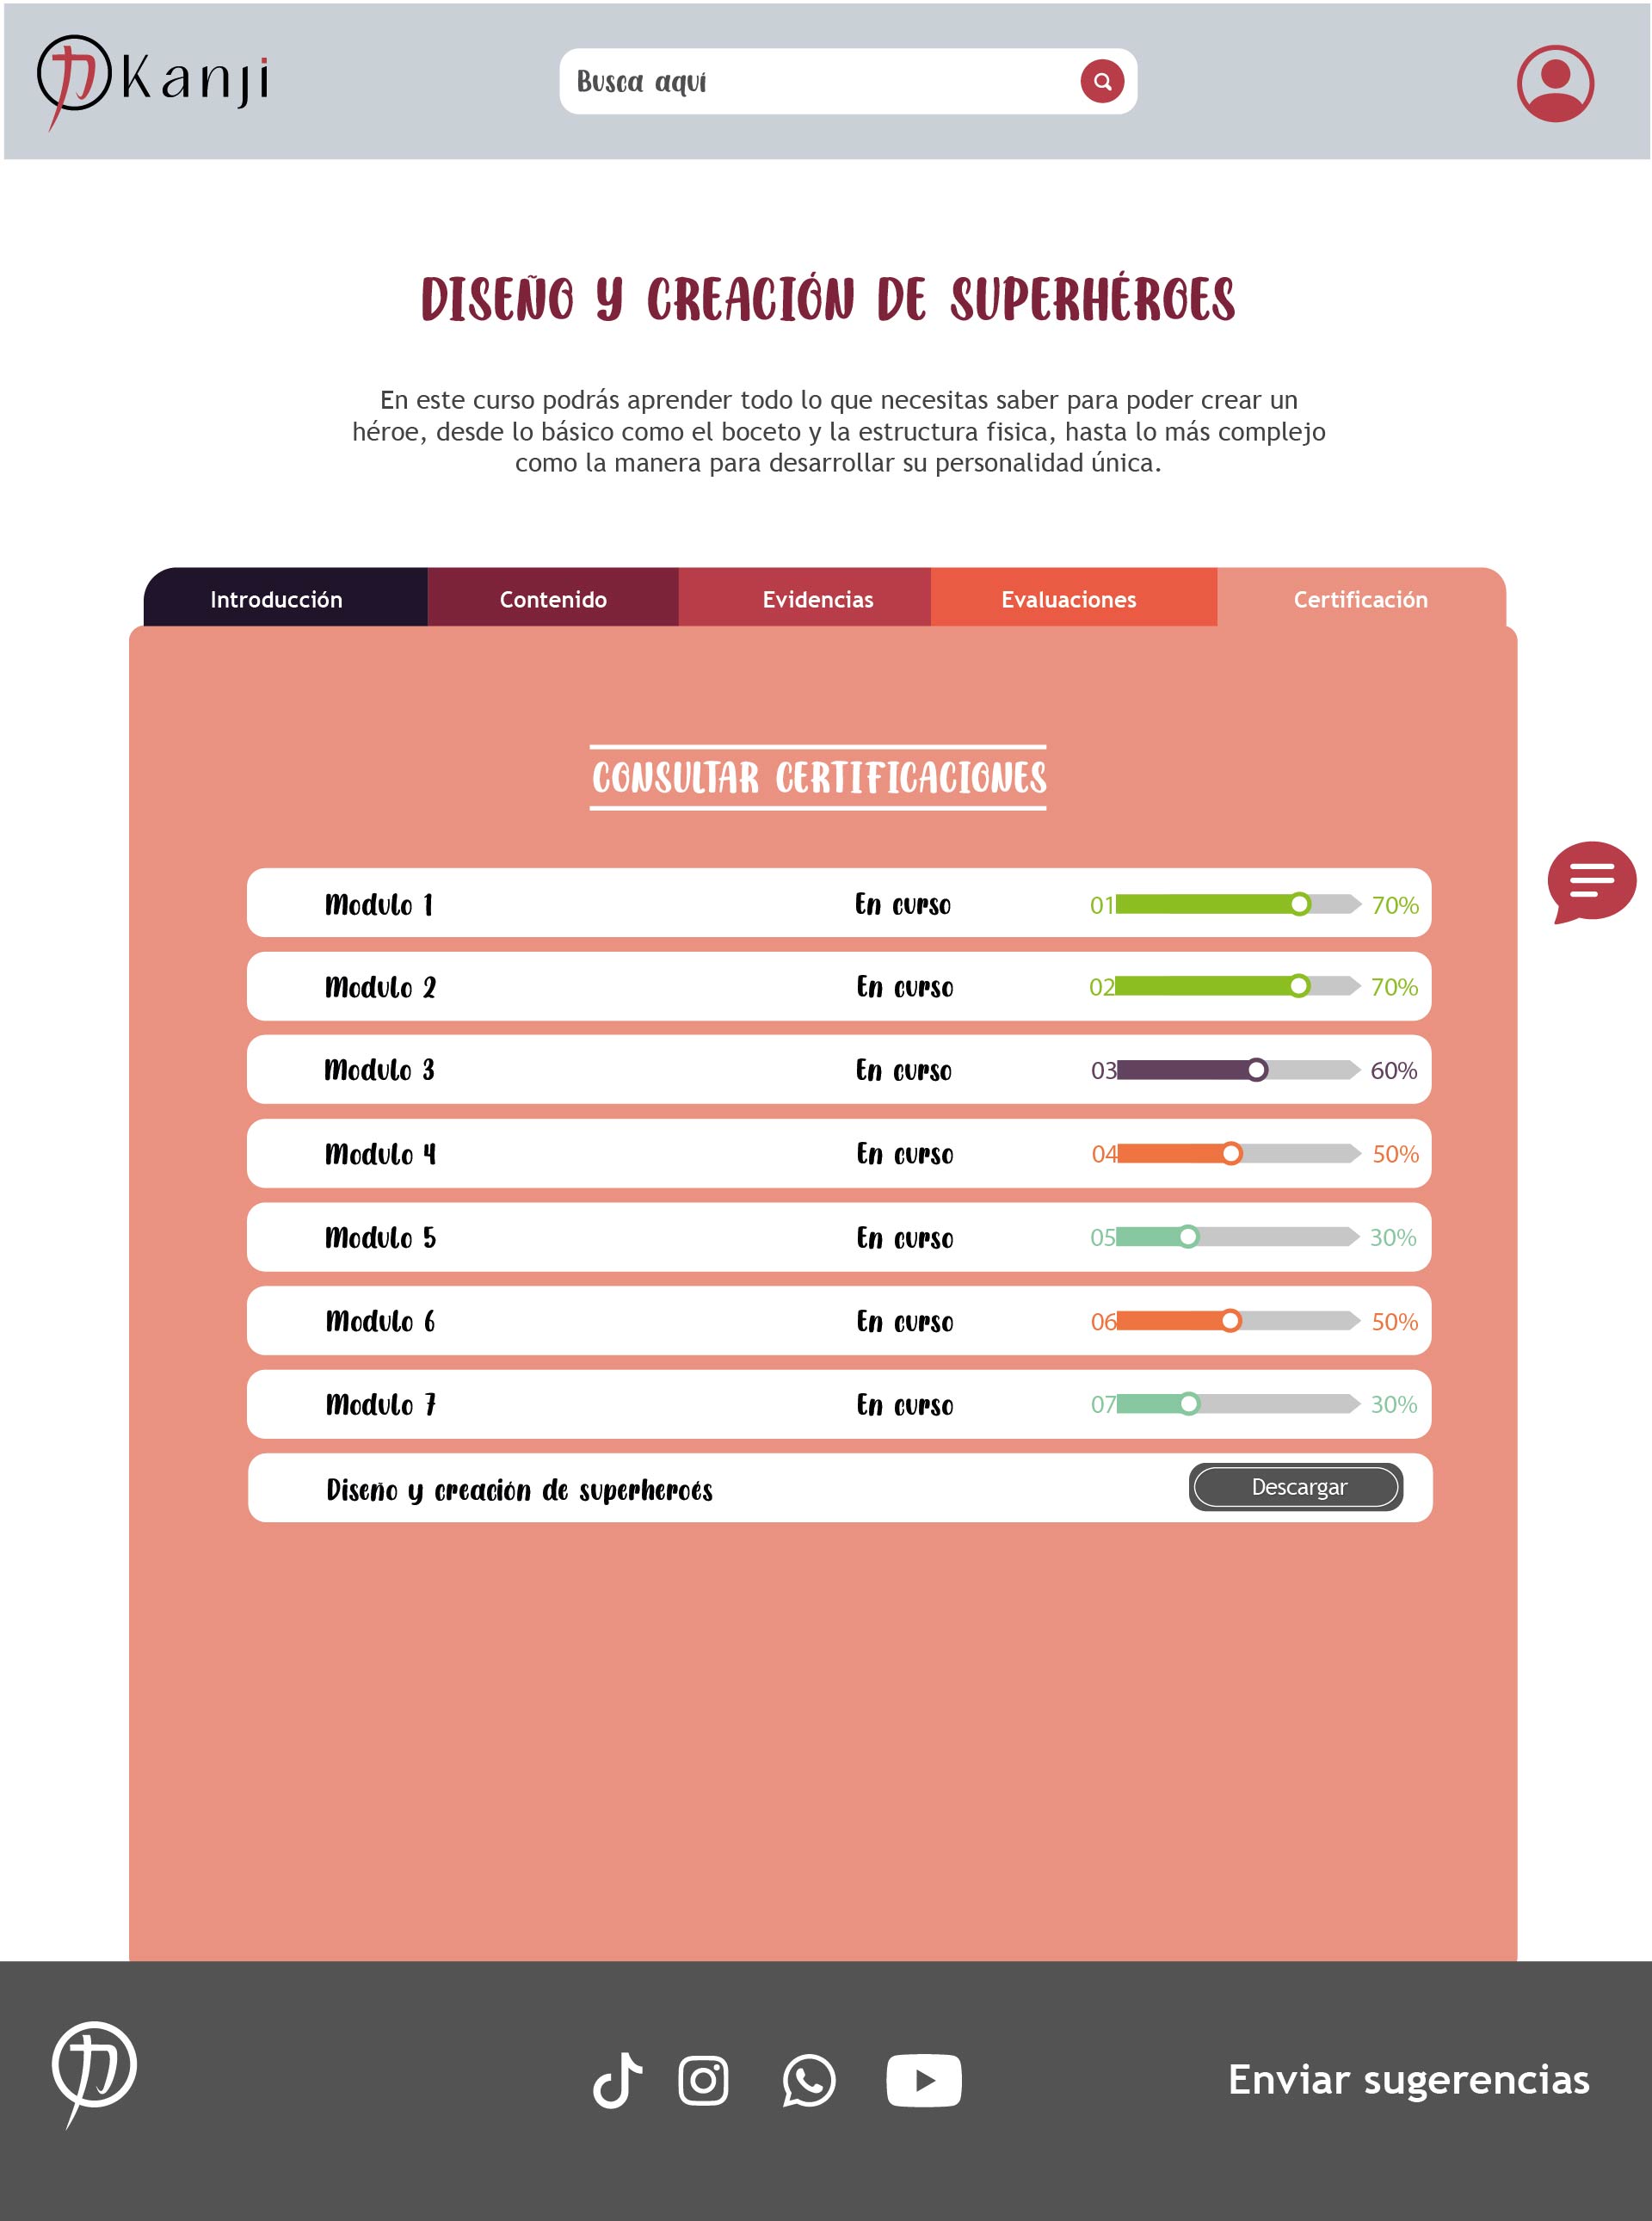 Kanji
Busca aquí
DISEÑO Y CREACIÓN DE SUPERHÉROES
En este curso podrás aprender todo lo que necesitas saber para poder crear un
héroe, desde lo básico como el boceto y la estructura fisica, hasta lo más complejo
como la manera para desarrollar su personalidad única.
Introducción Contenido Evidencias Evaluaciones Certificación
CONSULTAR CERTIFICACIONES
Modulo 1 En curso 01 70%
Modulo 2 En curso 02 70%
Modulo 3 En curso 03 60%
Modulo 4 En curso 04 50%
Modulo 5 En curso 05 30%
Modulo 6 En curso 06 50%
Modulo 7 En curso 07 30%
Diseño y creación de superheroés Descargar
Enviar sugerencias